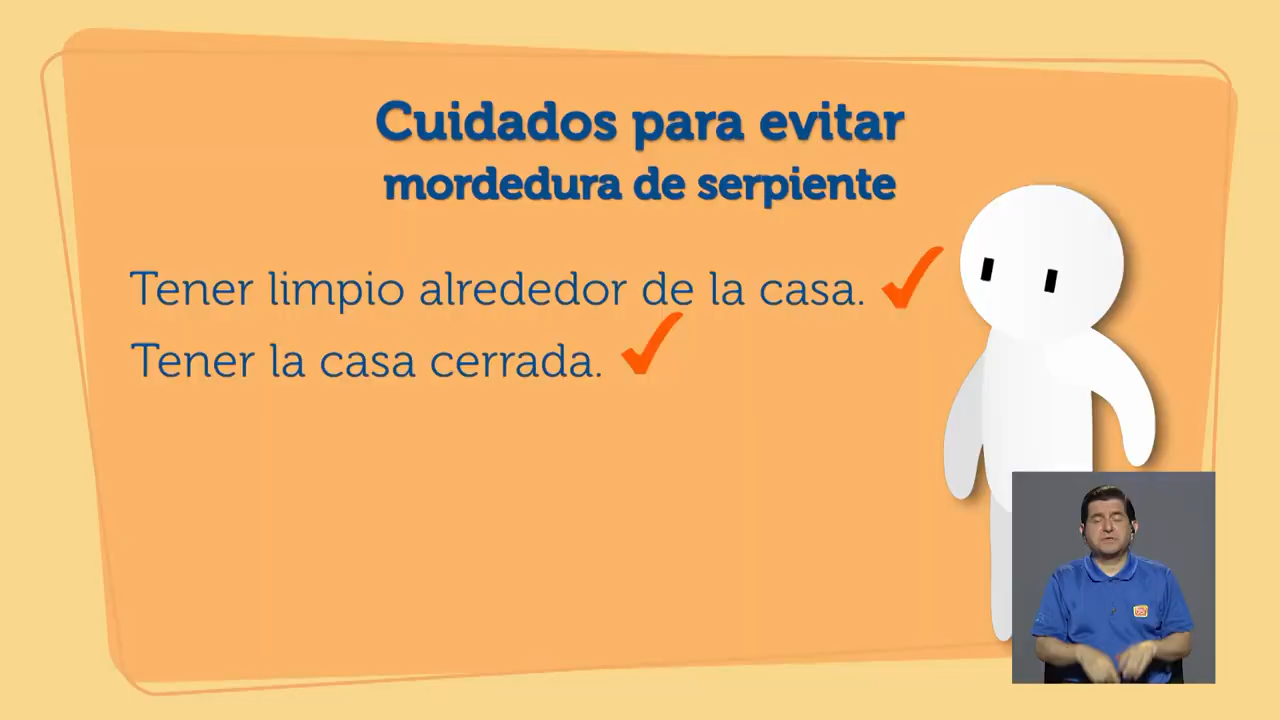 Cuidados para evitar
mordedura de serpiente
Tener limpio alrededor de la casa.
Tener la casa cerrada.